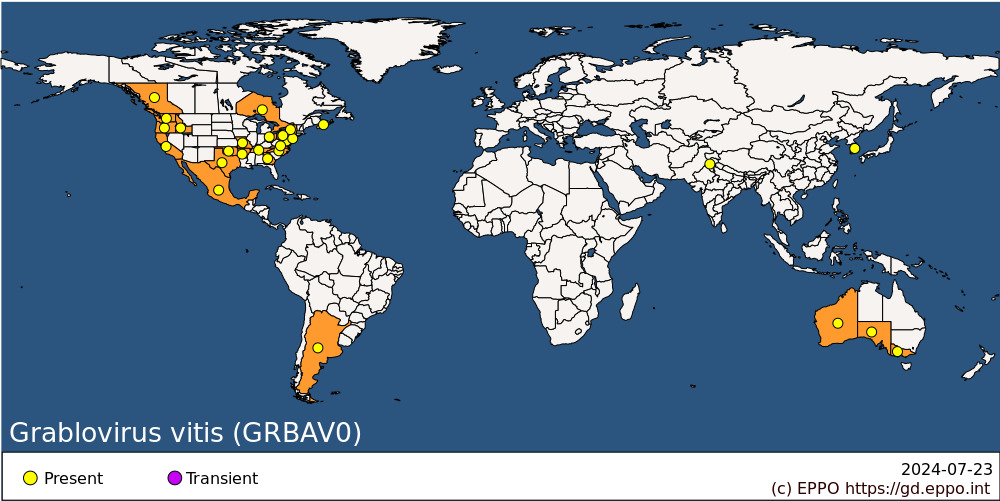 Grablovirus vitis (GRBAV0)
Present
Transient
2024-07-23
(c) EPPO https://gd.eppo.int